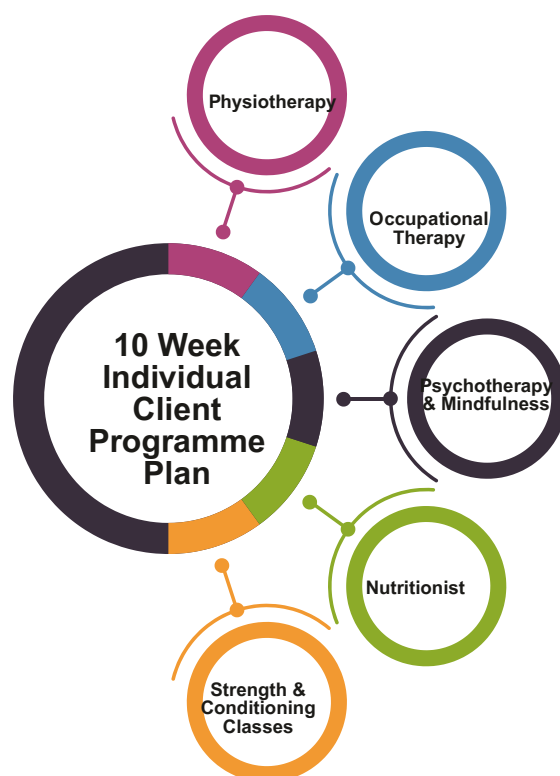 Physiotherapy
Occupational
Therapy
10 Week
Individual
Client
Programme
Plan
Psychotherapy
& Mindfulness
Nutritionist
Strength &
Conditioning
Classes